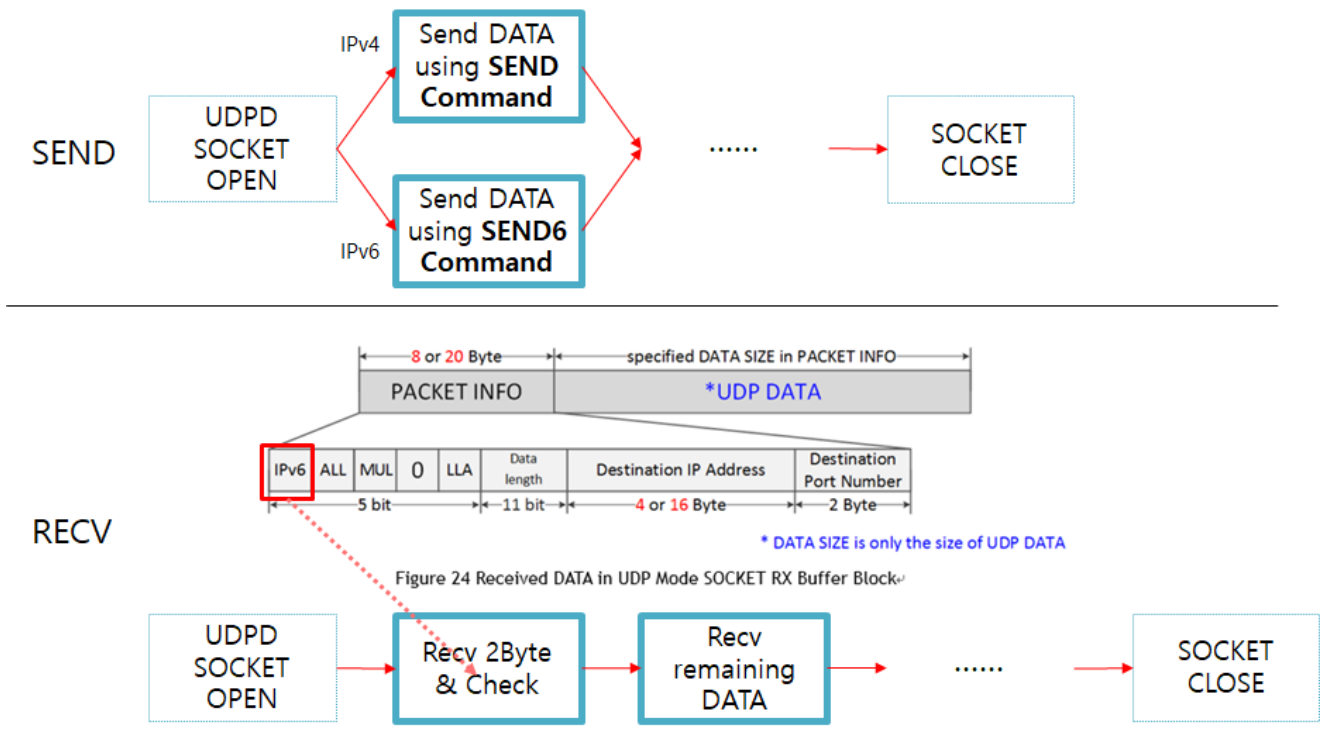 SEND
UDPD
SOCKET
OPEN
IPv4
Send DATA
using SEND
Command
IPv6
Send DATA
using SEND6
Command
......
SOCKET
CLOSE
RECV
8 or 20 Byte
specified DATA SIZE in PACKET INFO
PACKET INFO
*UDP DATA
IPv6
ALL
MUL
0
LLA
Data
length
Destination IP Address
Destination
Port Number
5 bit
11 bit
4 or 16 Byte
2 Byte
* DATA SIZE is only the size of UDP DATA
Figure 24 Received DATA in UDP Mode SOCKET RX Buffer Block↵
UDPD
SOCKET
OPEN
Recv 2Byte
& Check
Recv
remaining
DATA
......
SOCKET
CLOSE